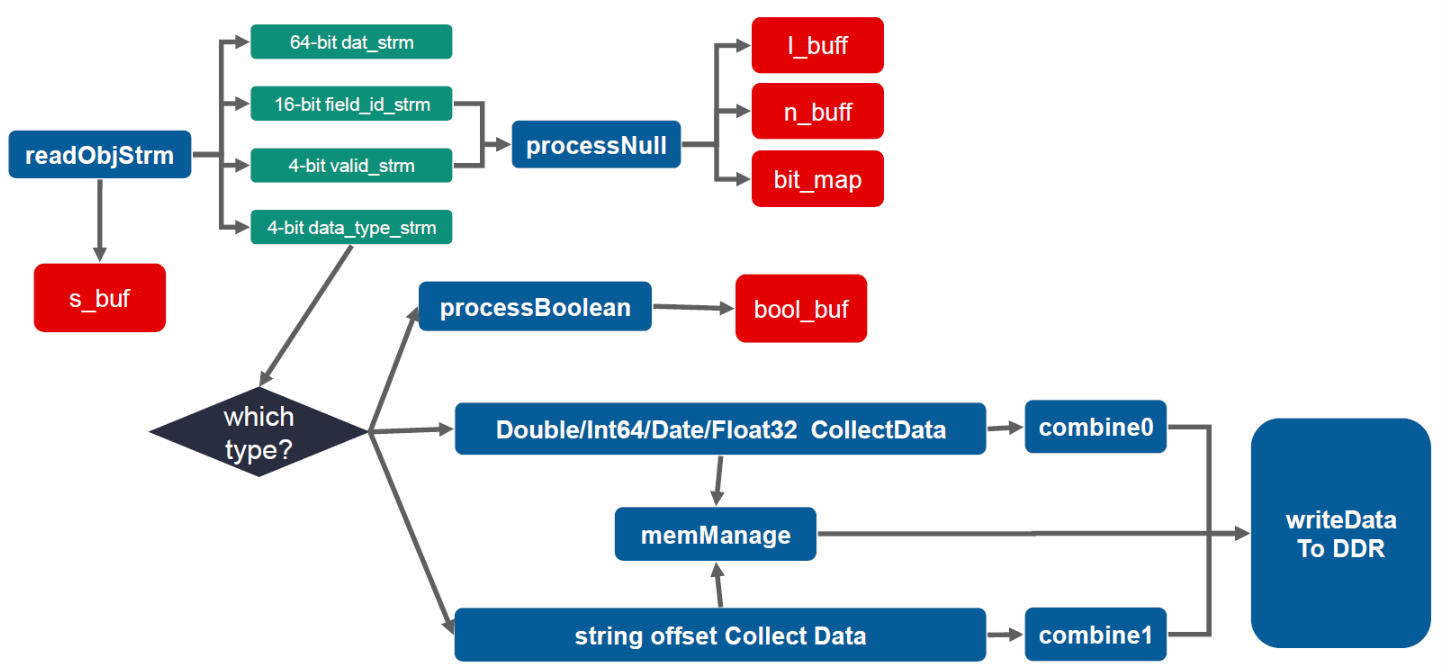 64-bit dat_strm
16-bit field_id_strm
4-bit valid_strm
4-bit data_type_strm
readObjStrm
s_buf
processNull
l_buff
n_buff
bit_map
processBoolean
bool_buf
which
type?
Double/Int64/Date/Float32 CollectData
combine0
memManage
string offset Collect Data
combine1
writeData
To DDR